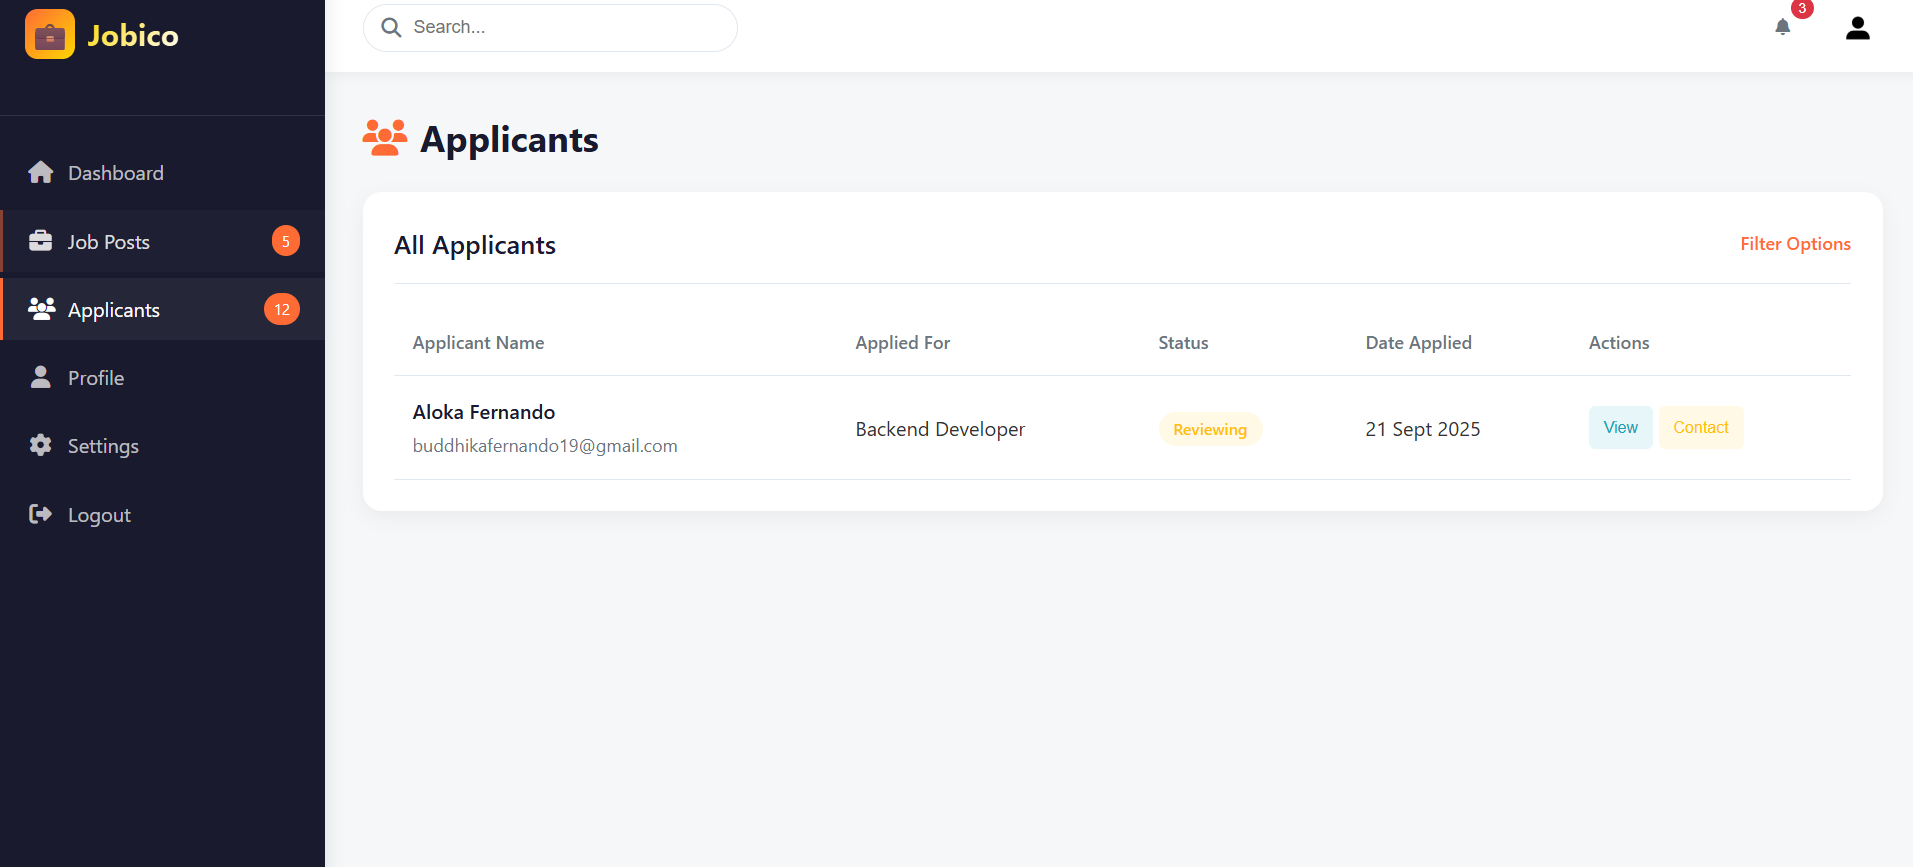 Jobico
Search...
3
Dashboard
Job Posts 5
Applicants 12
Profile
Settings
Logout
Applicants
All Applicants
Filter Options
Applicant Name Applied For Status Date Applied Actions
Aloka Fernando
buddhikafernando19@gmail.com
Backend Developer
Reviewing
21 Sept 2025
View Contact